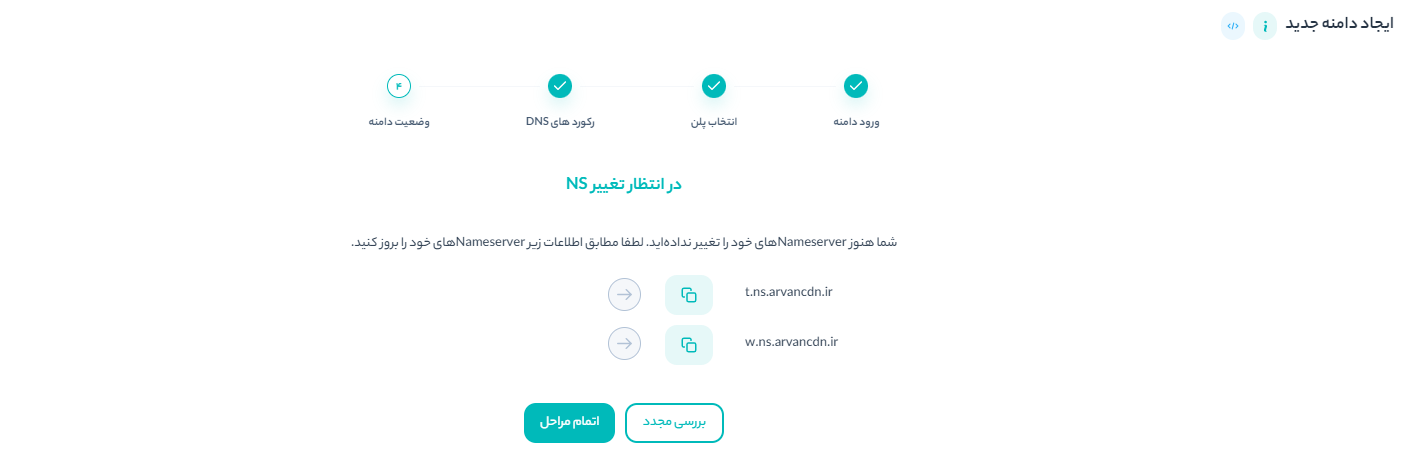 ایجاد دامنه جدید
۴
ورود دامنه
انتخاب پلن
رکورد های DNS
وضعیت دامنه
در انتظار تغییر NS
شما هنوز Nameserverهای خود را تغییر نداده‌اید. لطفا مطابق اطلاعات زیر Nameserverهای خود را بروز کنید.
t.ns.arvancdn.ir
w.ns.arvancdn.ir
بررسی مجدد
اتمام مراحل